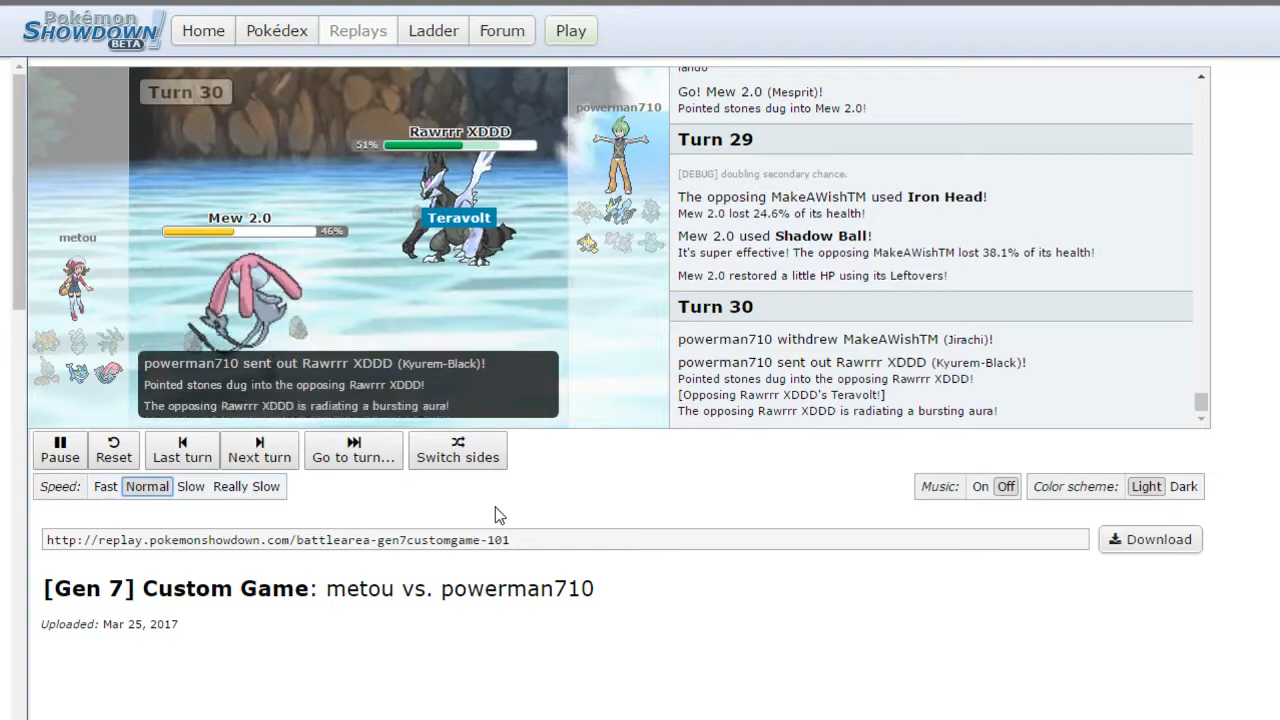 Pokémon
SHOWDOWN!
BETA
Home
Pokédex
Replays
Ladder
Forum
Play
Turn 30
metou
powerman710
Rawrrr XDDD
51%
Teravolt
Mew 2.0
46%
powerman710 sent out Rawrrr XDDD (Kyurem-Black)!
Pointed stones dug into the opposing Rawrrr XDDD!
The opposing Rawrrr XDDD is radiating a bursting aura!
Go! Mew 2.0 (Mesprit)!
Pointed stones dug into Mew 2.0!
Turn 29
[DEBUG] doubling secondary chance.
The opposing MakeAWishTM used Iron Head!
Mew 2.0 lost 24.6% of its health!
Mew 2.0 used Shadow Ball!
It's super effective! The opposing MakeAWishTM lost 38.1% of its health!
Mew 2.0 restored a little HP using its Leftovers!
Turn 30
powerman710 withdrew MakeAWishTM (Jirachi)!
powerman710 sent out Rawrrr XDDD (Kyurem-Black)!
Pointed stones dug into the opposing Rawrrr XDDD!
[Opposing Rawrrr XDDD's Teravolt!]
The opposing Rawrrr XDDD is radiating a bursting aura!
Pause
Reset
Last turn
Next turn
Go to turn...
Switch sides
Speed: Fast Normal Slow Really Slow
Music: On Off
Color scheme: Light Dark
http://replay.pokemonshowdown.com/battlearea-gen7customgame-101
Download
[Gen 7] Custom Game: metou vs. powerman710
Uploaded: Mar 25, 2017